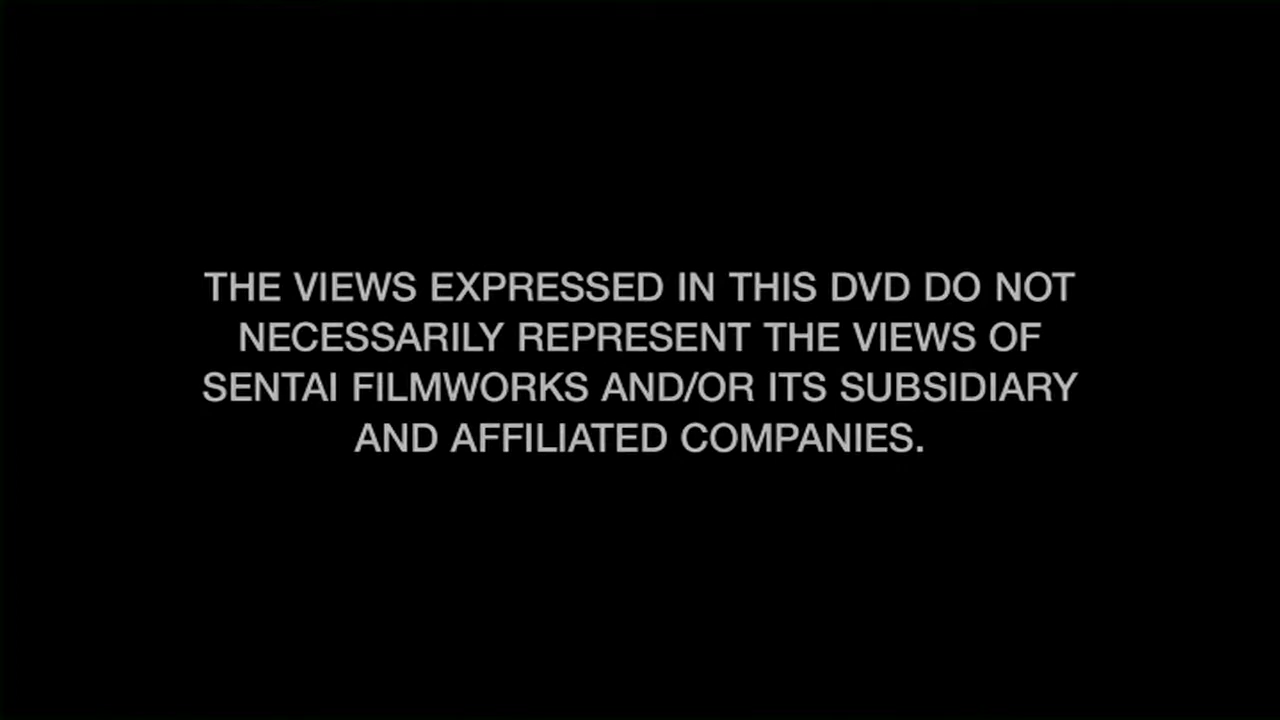 THE VIEWS EXPRESSED IN THIS DVD DO NOT
NECESSARILY REPRESENT THE VIEWS OF
SENTAI FILMWORKS AND/OR ITS SUBSIDIARY
AND AFFILIATED COMPANIES.